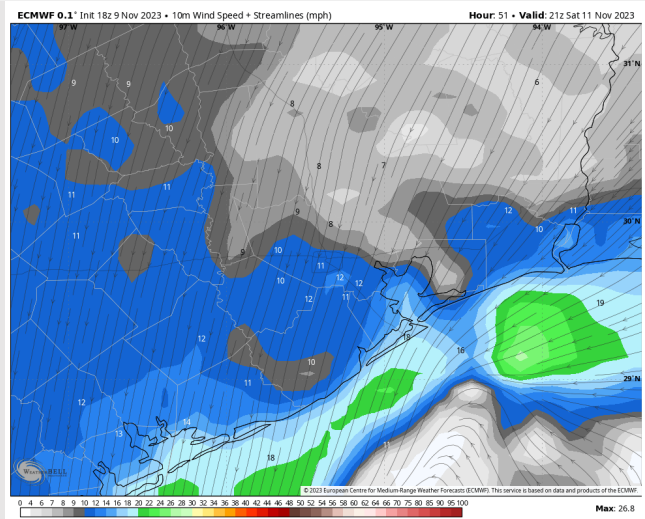 ECMWF 0.1° Init 18z 9 Nov 2023 • 10m Wind Speed + Streamlines (mph)
Hour: 51 • Valid: 21z Sat 11 Nov 2023
97°W 96°W 95°W 94°W
31°N
9 9 8 6
10 10
8 7
11 11
9 12 11
30°N
11 8 10
9 10
11
10 12 12
12 11
19
12 18
16
10
29°N
11
12
14
13 11
18
WeatherBELL
© 2023 European Centre for Medium-Range Weather Forecasts (ECMWF). This service is based on data and products of the ECMWF.
0 4 6 7 8 9 10 12 14 16 18 20 22 24 26 28 30 32 34 36 38 40 42 44 46 48 50 52 54 56 58 60 65 70 75 80 85 90 95 100
Max: 26.8